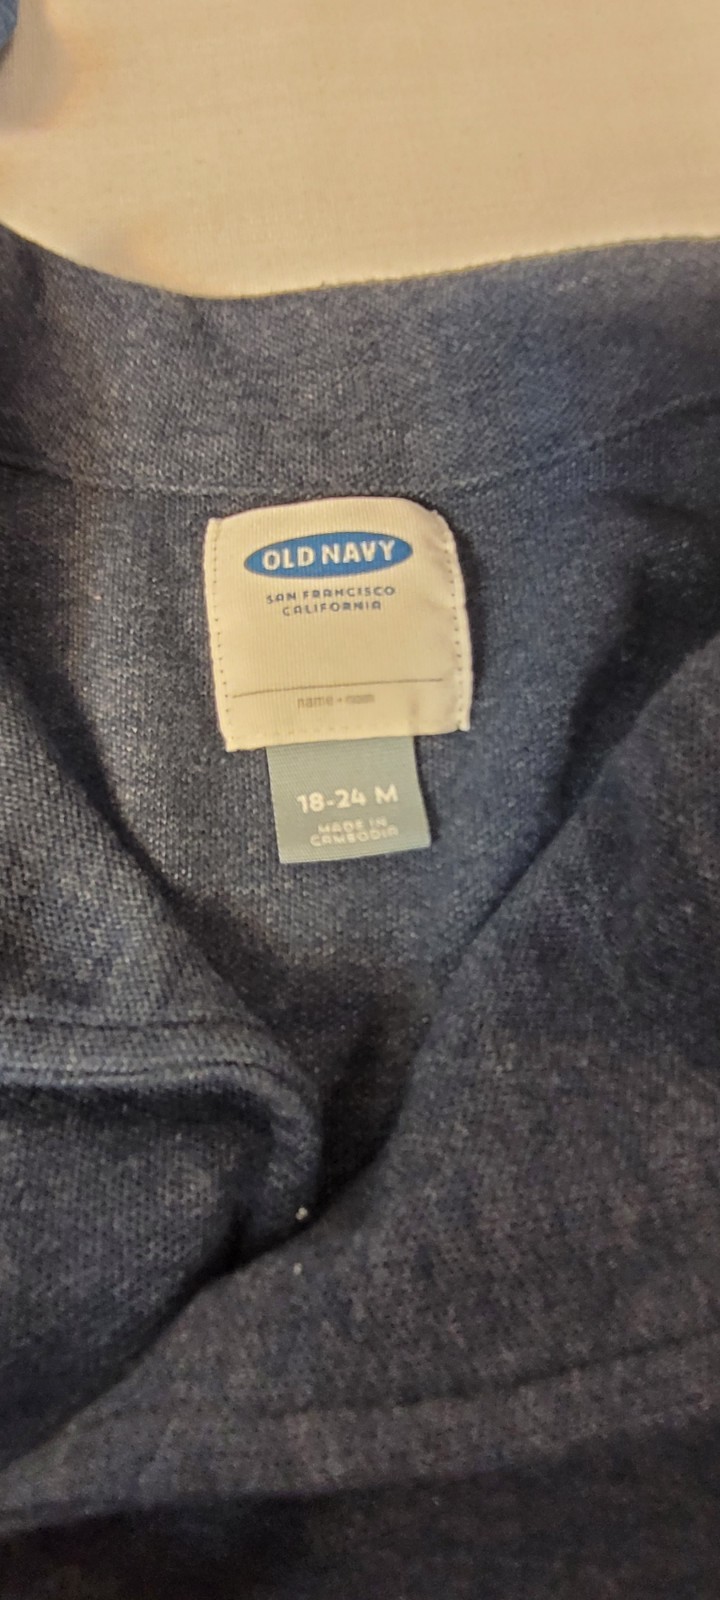 OLD NAVY
SAN FRANCISCO
CALIFORNIA
name • nom
18-24 M
MADE IN
CAMBODIA